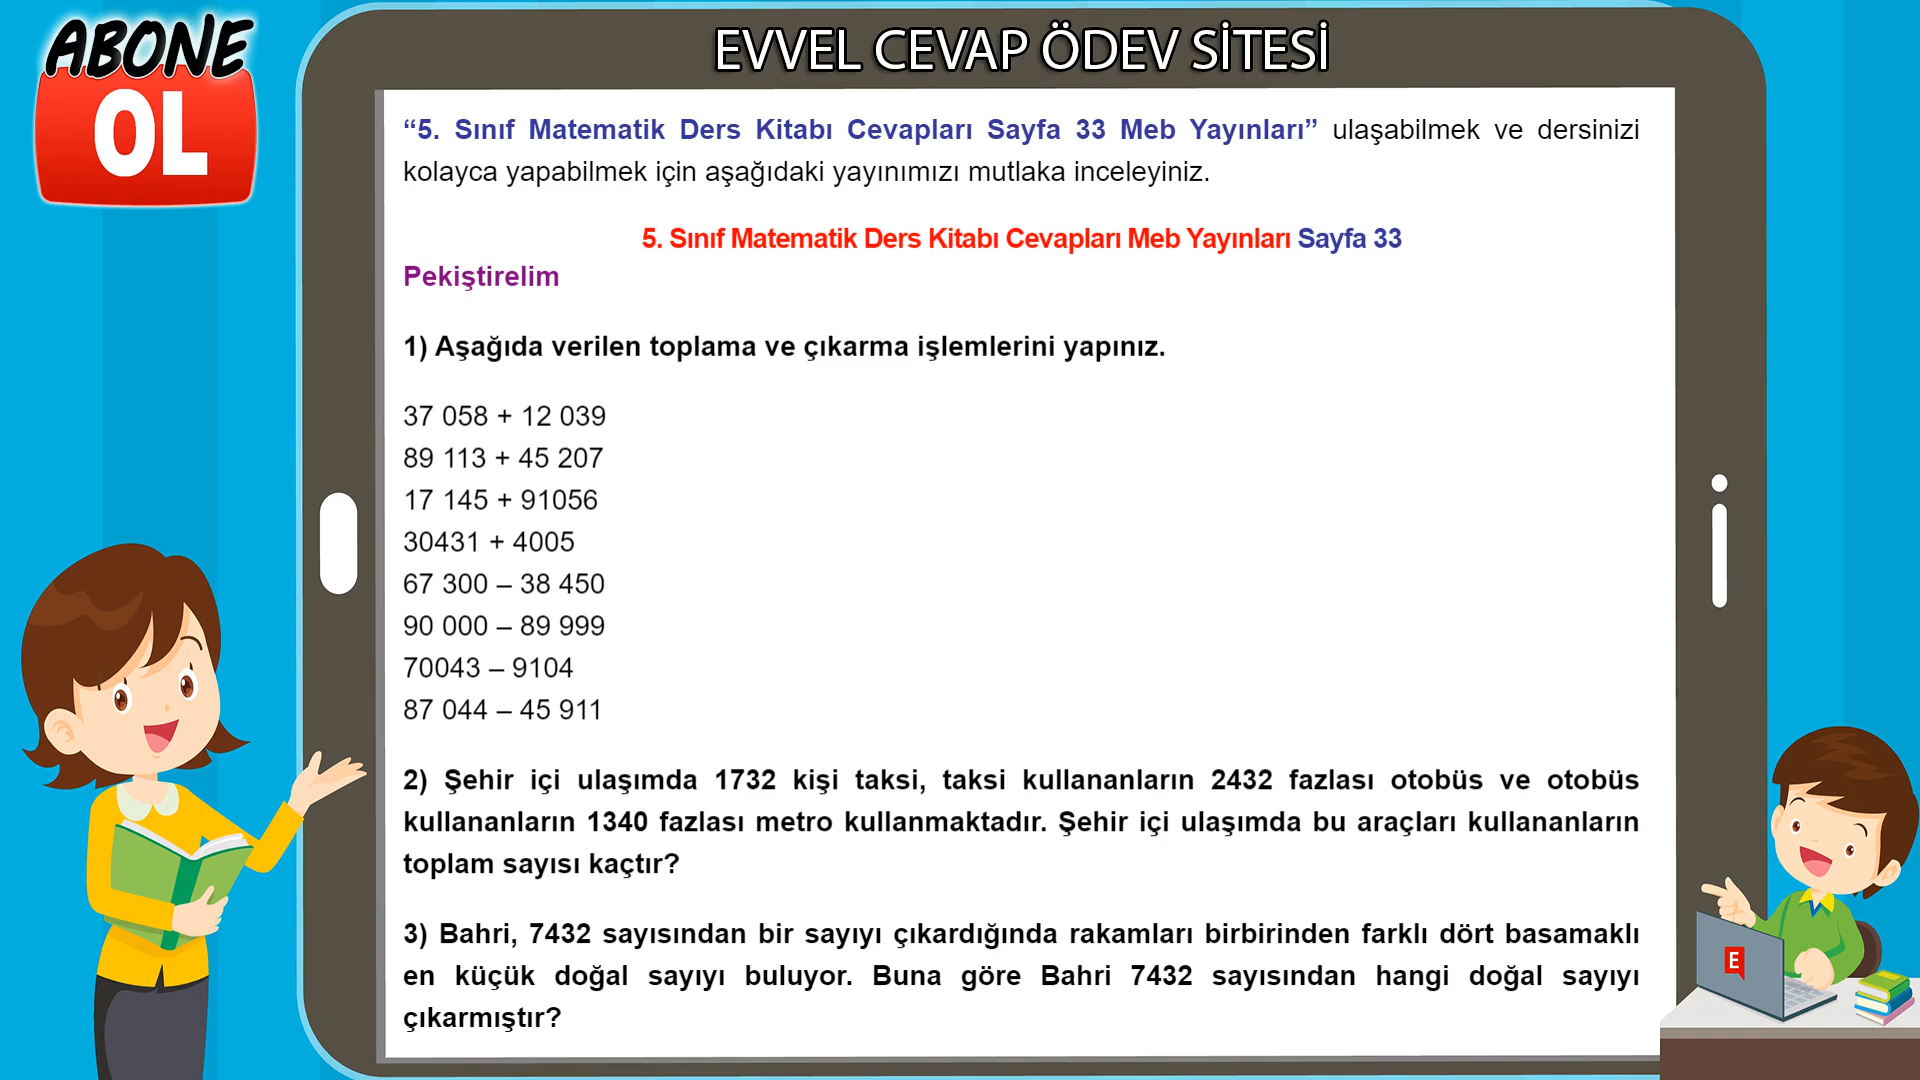 ABONE
OL
EVVEL CEVAP ÖDEV SİTESİ
“5. Sınıf Matematik Ders Kitabı Cevapları Sayfa 33 Meb Yayınları” ulaşabilmek ve dersinizi
kolayca yapabilmek için aşağıdaki yayınımızı mutlaka inceleyiniz.
5. Sınıf Matematik Ders Kitabı Cevapları Meb Yayınları Sayfa 33
Pekiştirelim
1) Aşağıda verilen toplama ve çıkarma işlemlerini yapınız.
37 058 + 12 039
89 113 + 45 207
17 145 + 91056
30431 + 4005
67 300 – 38 450
90 000 – 89 999
70043 – 9104
87 044 – 45 911
2) Şehir içi ulaşımda 1732 kişi taksi, taksi kullananların 2432 fazlası otobüs ve otobüs
kullananların 1340 fazlası metro kullanmaktadır. Şehir içi ulaşımda bu araçları kullananların
toplam sayısı kaçtır?
3) Bahri, 7432 sayısından bir sayıyı çıkardığında rakamları birbirinden farklı dört basamaklı
en küçük doğal sayıyı buluyor. Buna göre Bahri 7432 sayısından hangi doğal sayıyı
çıkarmıştır?
E